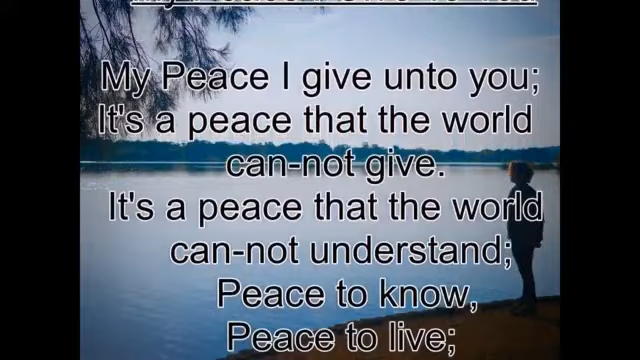 My Peace I give unto you;
It's a peace that the world
can-not give.
It's a peace that the world
can-not understand;
Peace to know,
Peace to live;